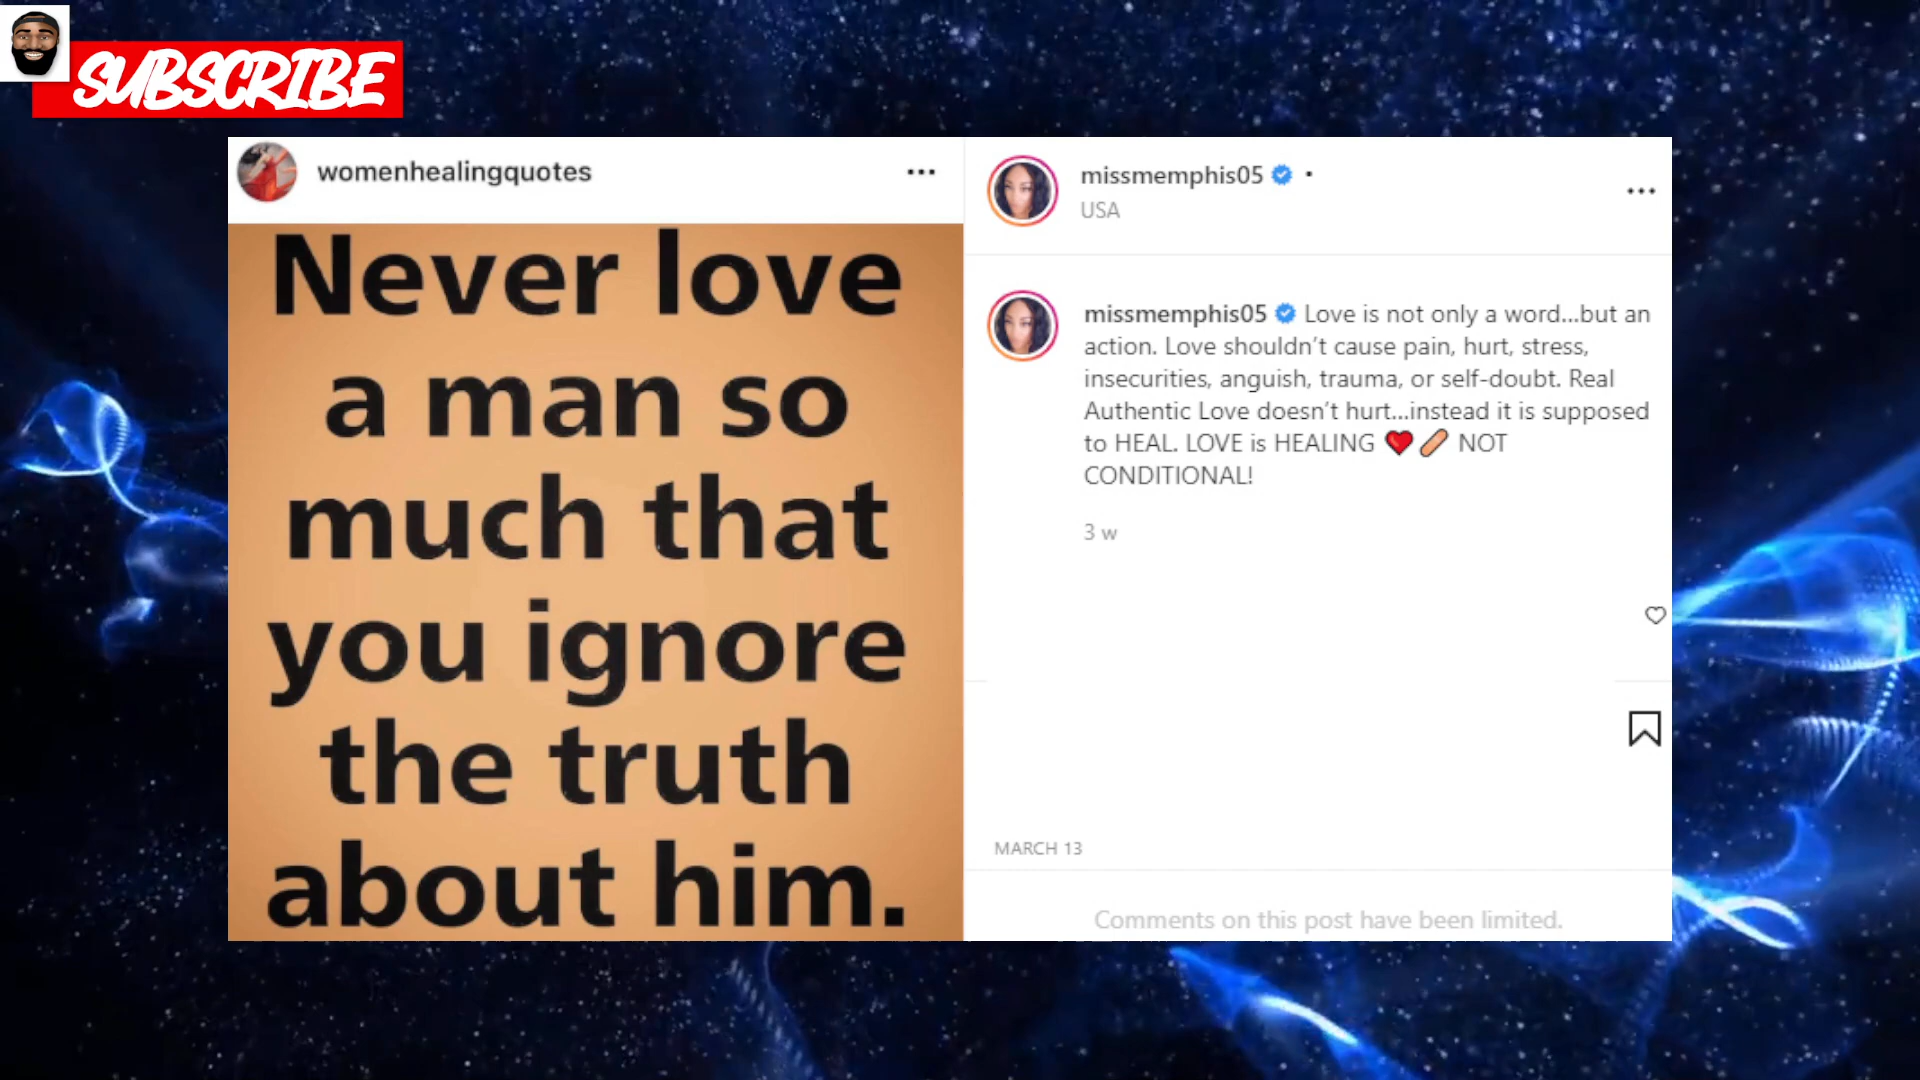 SUBSCRIBE
womenhealingquotes
Never love
a man so
much that
you ignore
the truth
about him.
missmemphis05 •
USA
missmemphis05 Love is not only a word...but an
action. Love shouldn't cause pain, hurt, stress,
insecurities, anguish, trauma, or self-doubt. Real
Authentic Love doesn't hurt...instead it is supposed
to HEAL. LOVE is HEALING ❤️🩹 NOT
CONDITIONAL!
3 w
MARCH 13
Comments on this post have been limited.